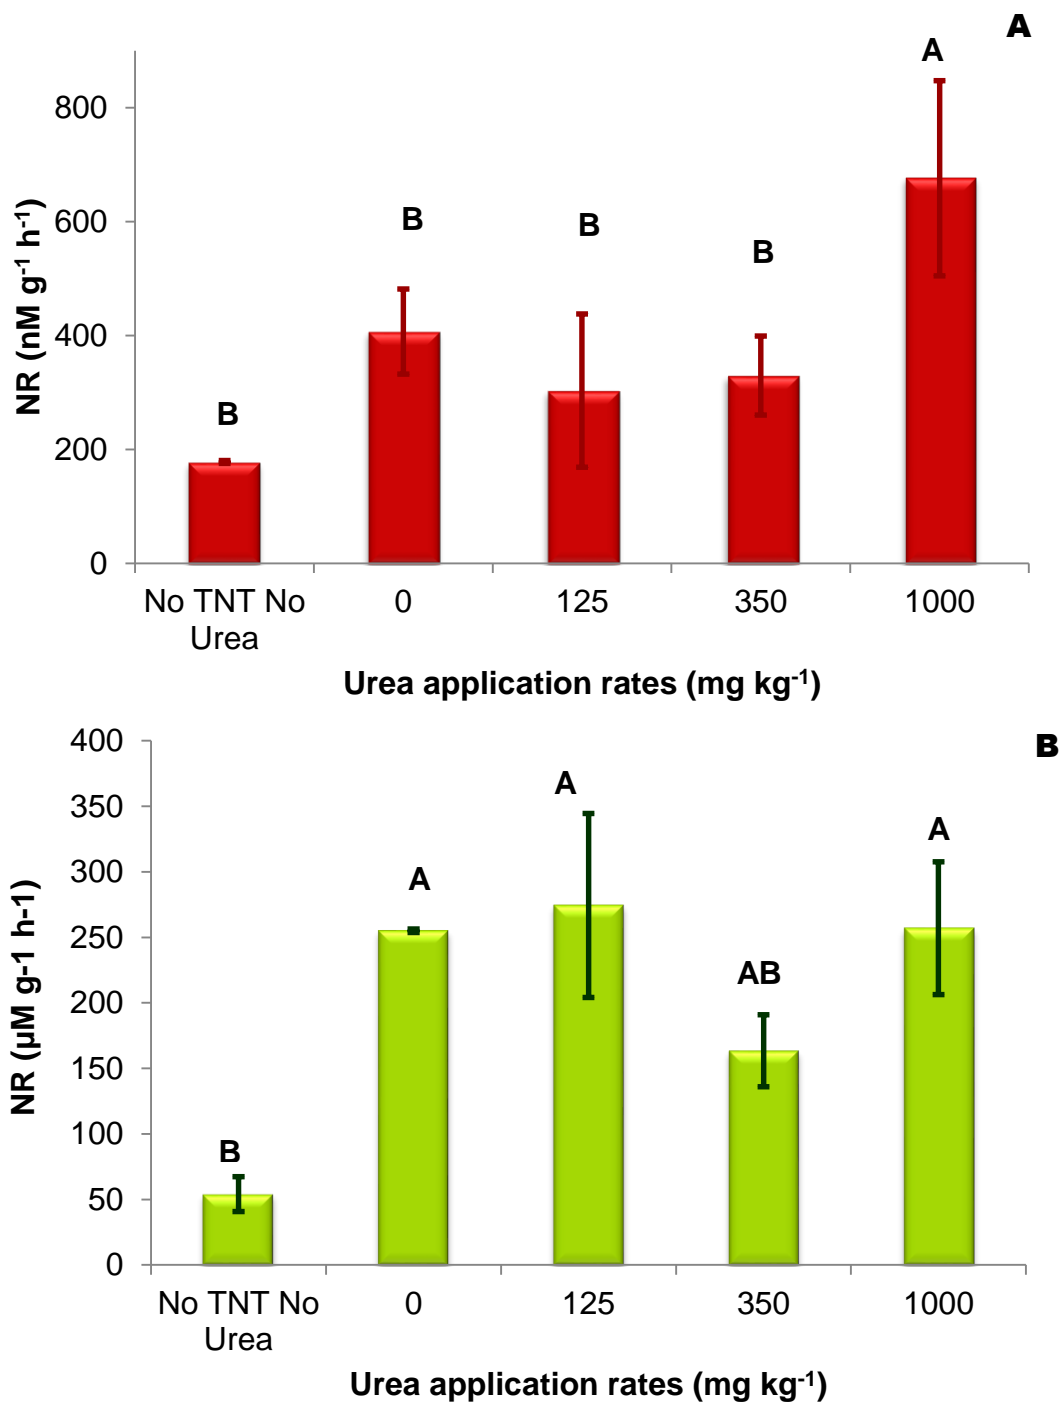 A
A
800
600
400
200
0
NR (nM g⁻¹ h⁻¹)
B
B
B
B
No TNT No
Urea
0
125
350
1000
Urea application rates (mg kg⁻¹)
B
400
350
300
250
200
150
100
50
0
NR (µM g-1 h-1)
B
A
A
AB
A
No TNT No
Urea
0
125
350
1000
Urea application rates (mg kg⁻¹)